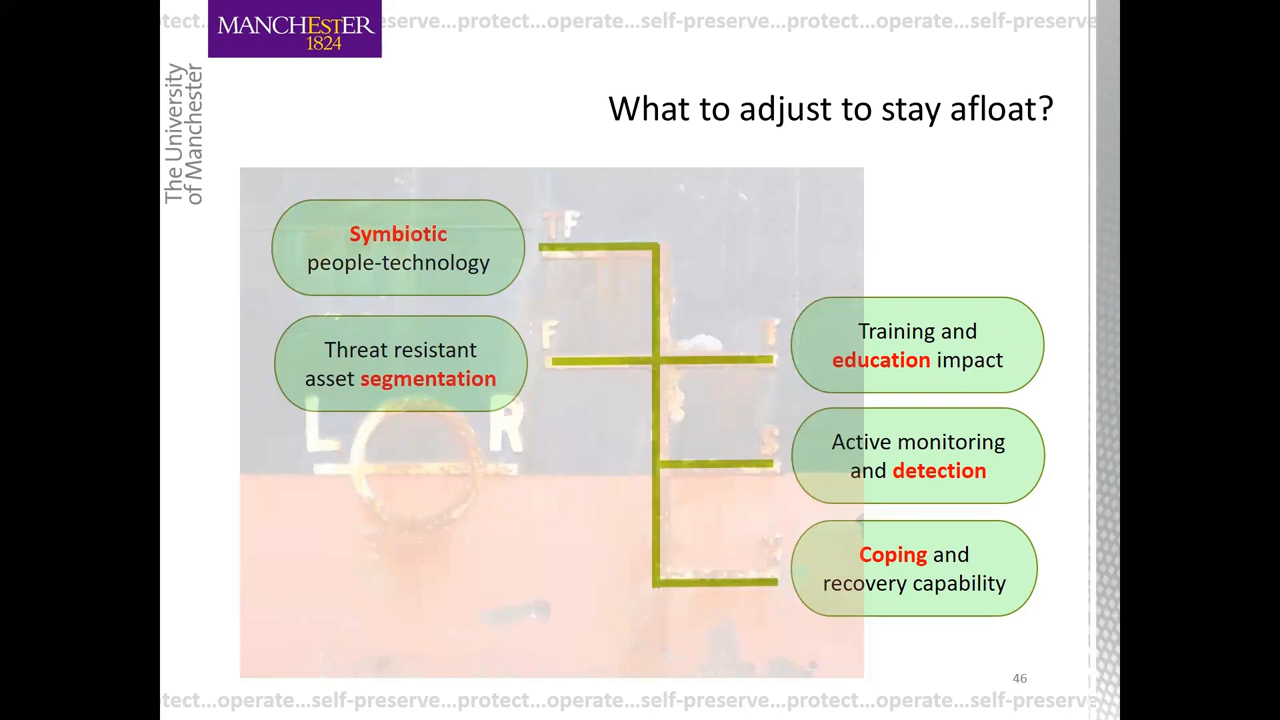 tect...operate...self-preserve...protect...operate...self-preserve...protect...operate...self-preserve
MANCHESTER
1824
The University
of Manchester
What to adjust to stay afloat?
Symbiotic
people-technology
Threat resistant
asset segmentation
TF
F
T
S
L R
Training and
education impact
Active monitoring
and detection
Coping and
recovery capability
46
tect...operate...self-preserve...protect...operate...self-preserve...protect...operate...self-preserve